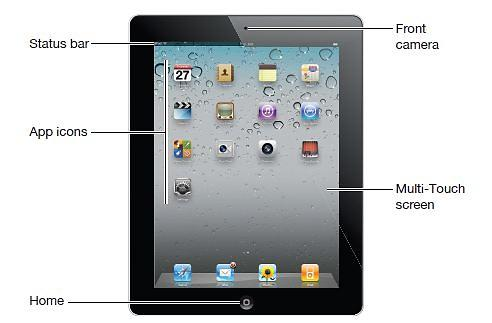 Status bar
Front
camera
27
App icons
Multi-Touch
screen
Home